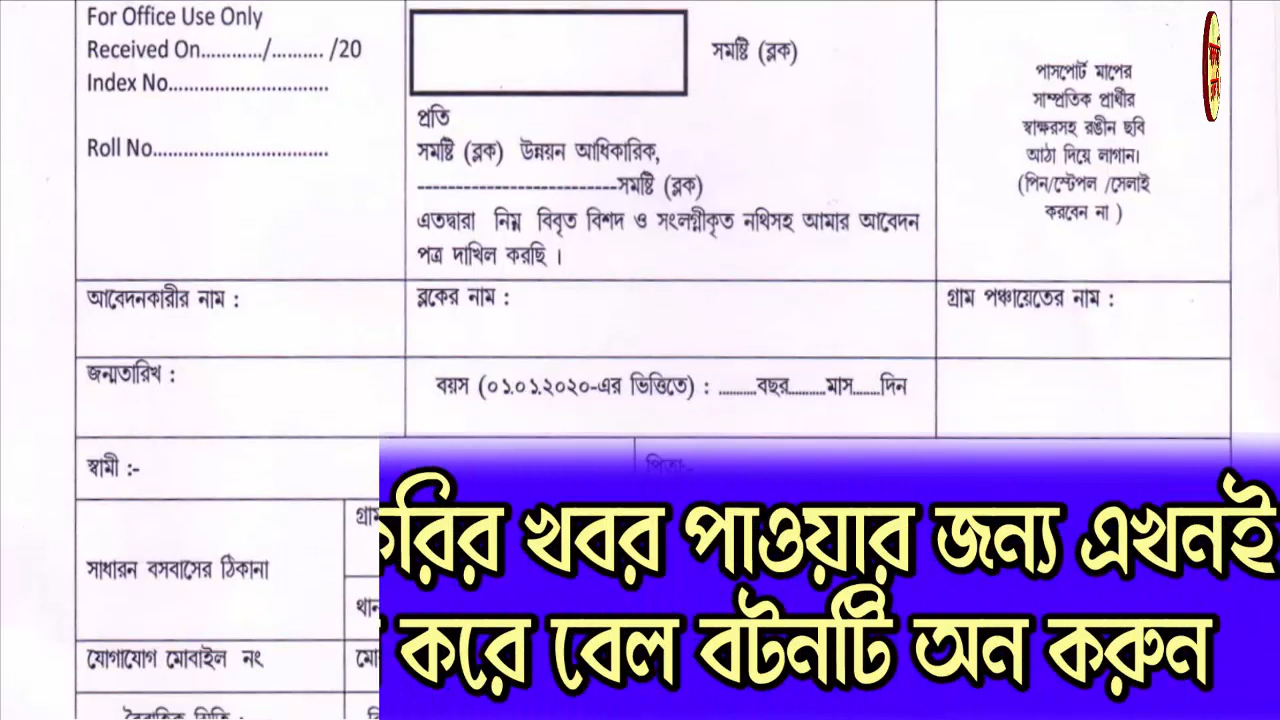 For Office Use Only
Received On.........../.......... /20
Index No................................
Roll No...................................
সমষ্টি (ব্লক)
প্রতি
সমষ্টি (ব্লক) উন্নয়ন আধিকারিক,
--------------------------সমষ্টি (ব্লক)
এতদ্বারা নিম্ন বিবৃত বিশদ ও সংলগ্নীকৃত নথিসহ আমার আবেদন
পত্র দাখিল করছি ।
পাসপোর্ট মাপের
সাম্প্রতিক প্রার্থীর
স্বাক্ষরসহ রঙীন ছবি
আঠা দিয়ে লাগান।
(পিন/স্টেপল /সেলাই
করবেন না )
আবেদনকারীর নাম :
ব্লকের নাম :
গ্রাম পঞ্চায়েতের নাম :
জন্মতারিখ :
বয়স (০১.০১.২০২০-এর ভিত্তিতে) : .........বছর.........মাস.......দিন
স্বামী :-
পিতা:-
সাধারন বসবাসের ঠিকানা
গ্রাম
থান
যোগাযোগ মোবাইল নং
খবর পাওয়ার জন্য এখনই
করে বেল বটনটি অন করুন